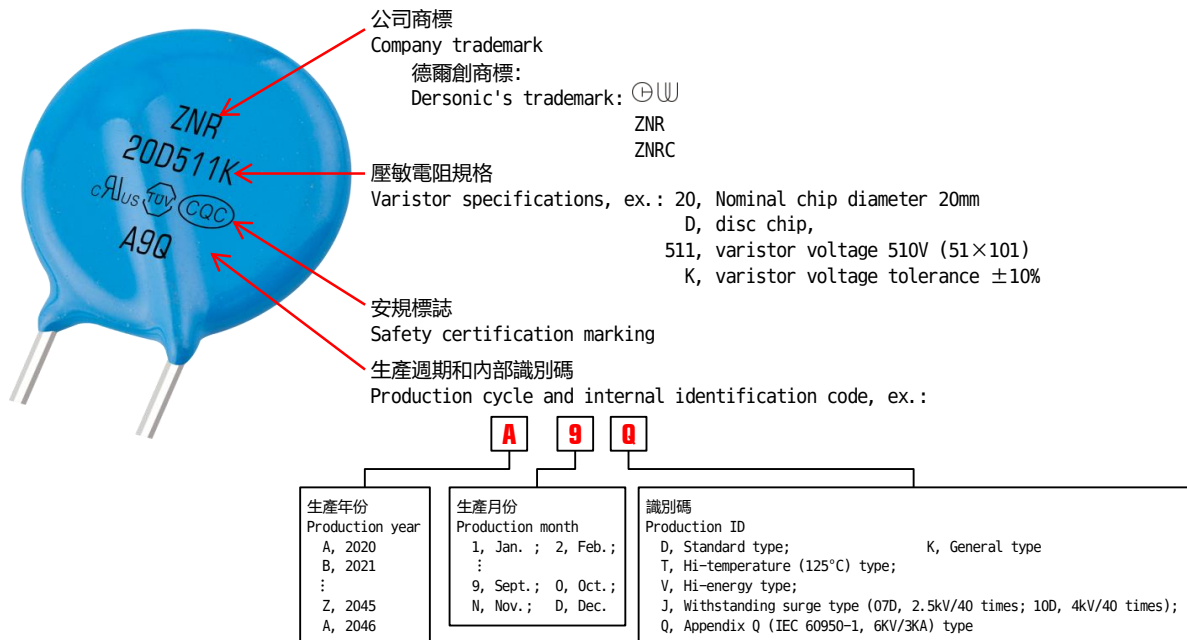 公司商標
Company trademark
德爾創商標:
Dersonic's trademark:
ZNR
ZNRC
ZNR
20D511K
cRUus TÜV CQC
A9Q
壓敏電阻規格
Varistor specifications, ex.: 20, Nominal chip diameter 20mm
D, disc chip,
511, varistor voltage 510V (51×101)
K, varistor voltage tolerance ±10%
安規標誌
Safety certification marking
生產週期和內部識別碼
Production cycle and internal identification code, ex.:
A 9 Q
生產年份
Production year
A, 2020
B, 2021
⋮
Z, 2045
A, 2046
生產月份
Production month
1, Jan. ; 2, Feb.;
⋮
9, Sept.; O, Oct.;
N, Nov.; D, Dec.
識別碼
Production ID
D, Standard type; K, General type
T, Hi-temperature (125°C) type;
V, Hi-energy type;
J, Withstanding surge type (07D, 2.5kV/40 times; 10D, 4kV/40 times);
Q, Appendix Q (IEC 60950-1, 6KV/3KA) type